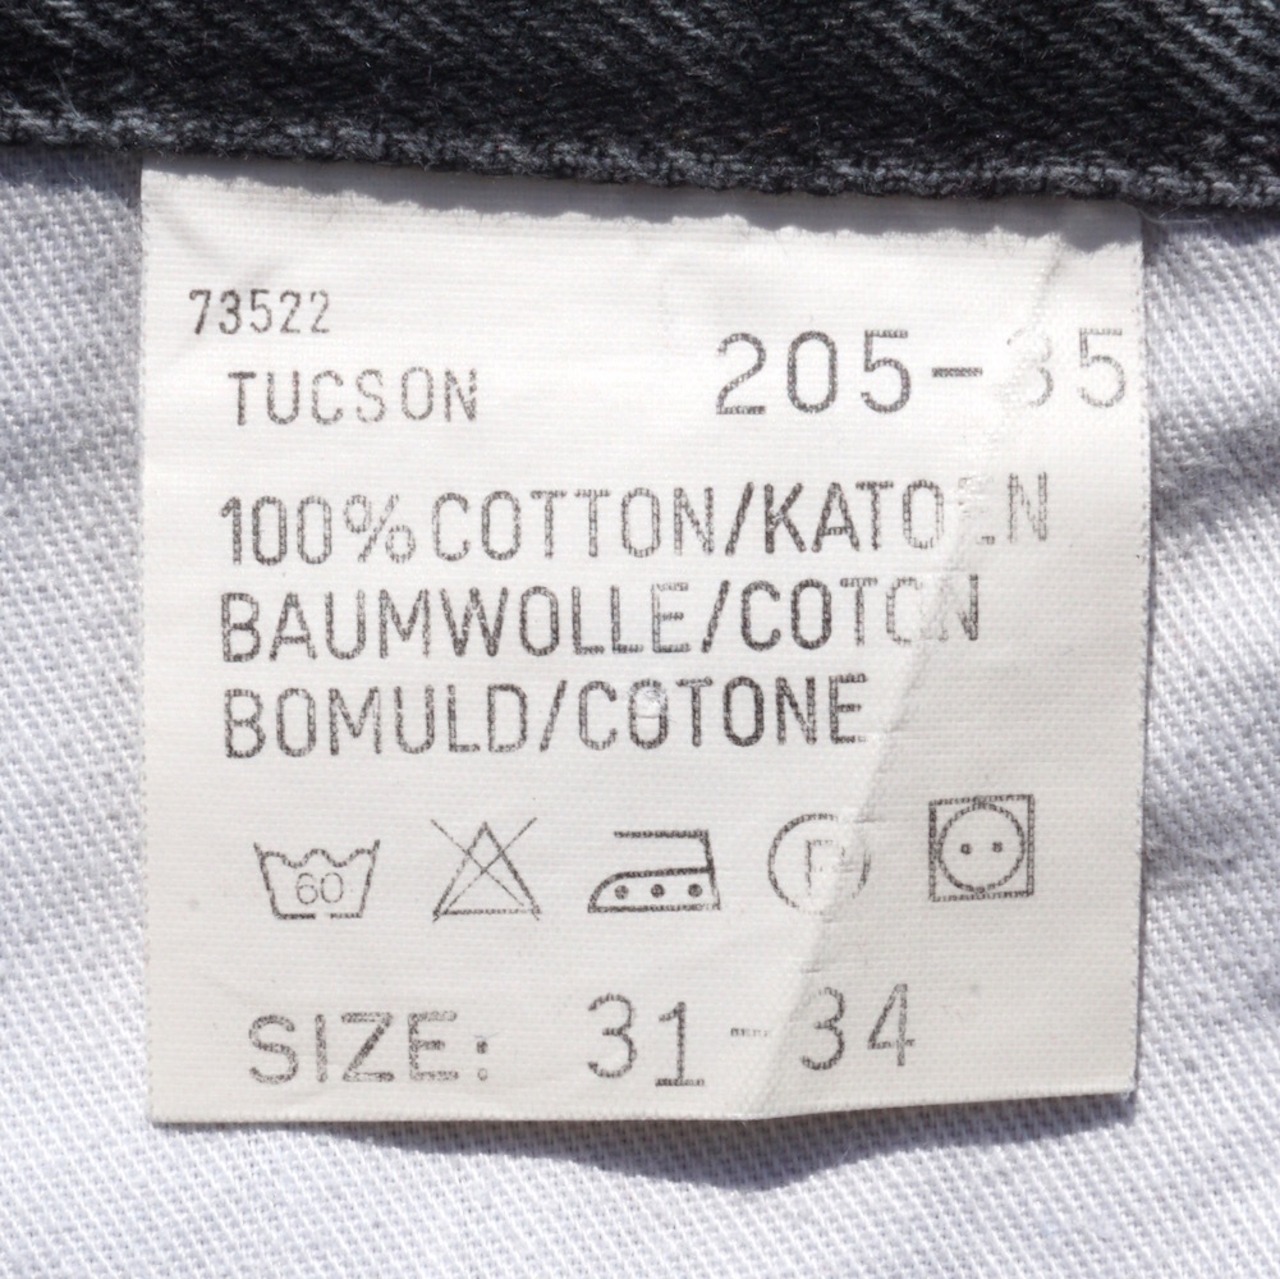 73522
TUCSON 205-35
100% COTTON/KATOEN
BAUMWOLLE/COTON
BOMULD/COTONE
60 P
SIZE: 31-34